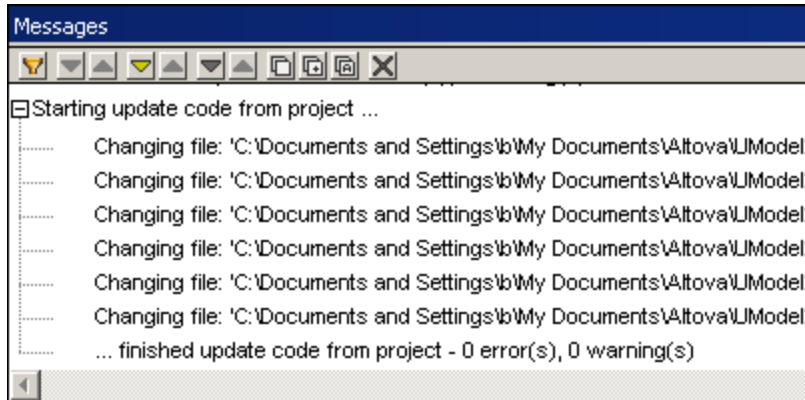 Messages
Starting update code from project ...
Changing file: 'C:\Documents and Settings\b\My Documents\Altova\UModel
Changing file: 'C:\Documents and Settings\b\My Documents\Altova\UModel
Changing file: 'C:\Documents and Settings\b\My Documents\Altova\UModel
Changing file: 'C:\Documents and Settings\b\My Documents\Altova\UModel
Changing file: 'C:\Documents and Settings\b\My Documents\Altova\UModel
Changing file: 'C:\Documents and Settings\b\My Documents\Altova\UModel
... finished update code from project - 0 error(s), 0 warning(s)